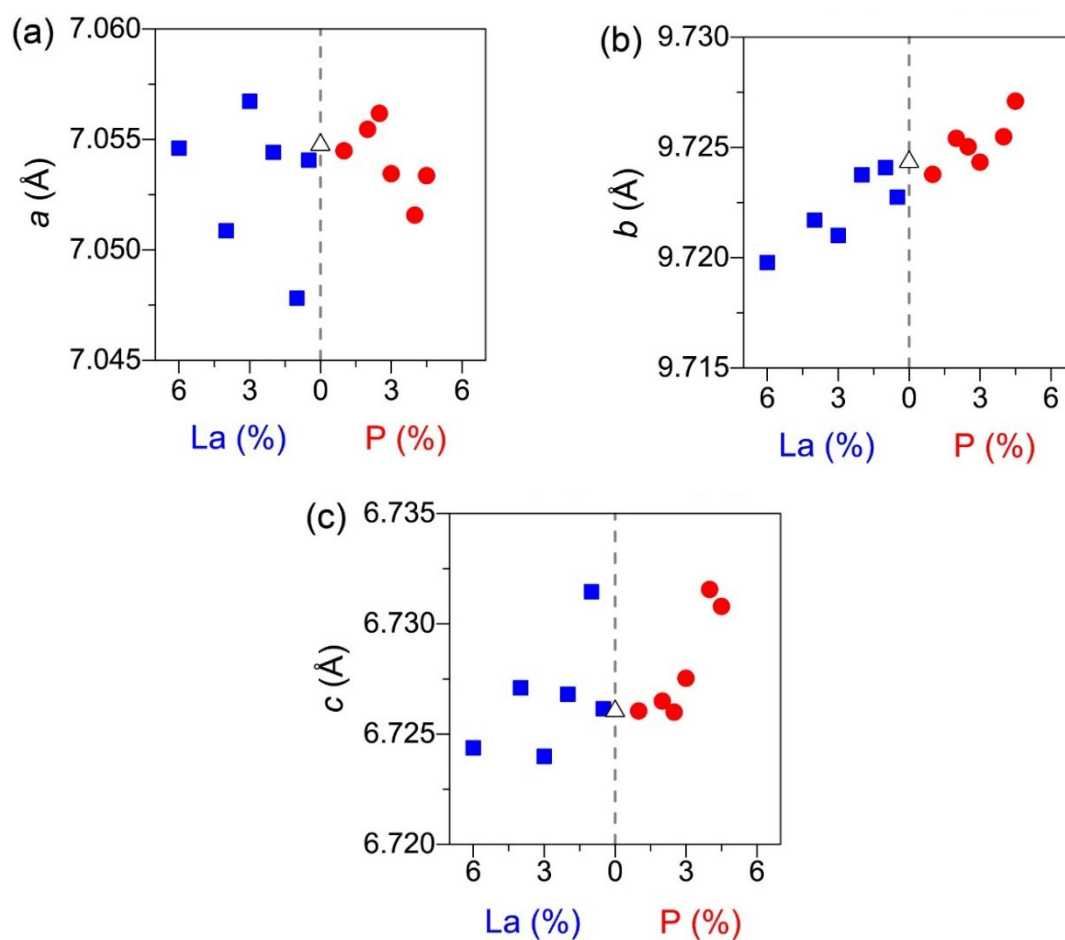 (a)
7.060
7.055
7.050
7.045
a (Å)
6 3 0 3 6
La (%) P (%)
(b)
9.730
9.725
9.720
9.715
b (Å)
6 3 0 3 6
La (%) P (%)
(c)
6.735
6.730
6.725
6.720
c (Å)
6 3 0 3 6
La (%) P (%)